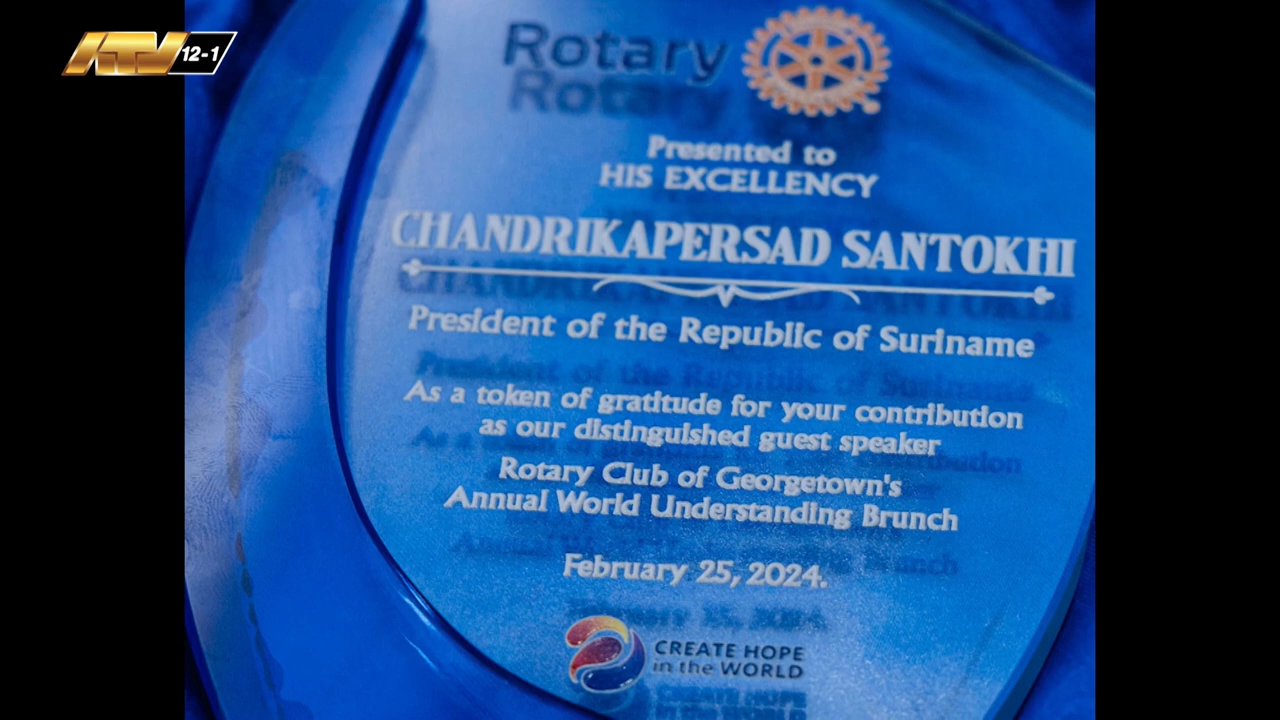 ATV 12-1
Rotary
Presented to
HIS EXCELLENCY
CHANDRIKAPERSAD SANTOKHI
President of the Republic of Suriname
As a token of gratitude for your contribution
as our distinguished guest speaker
Rotary Club of Georgetown's
Annual World Understanding Brunch
February 25, 2024.
CREATE HOPE
in the WORLD